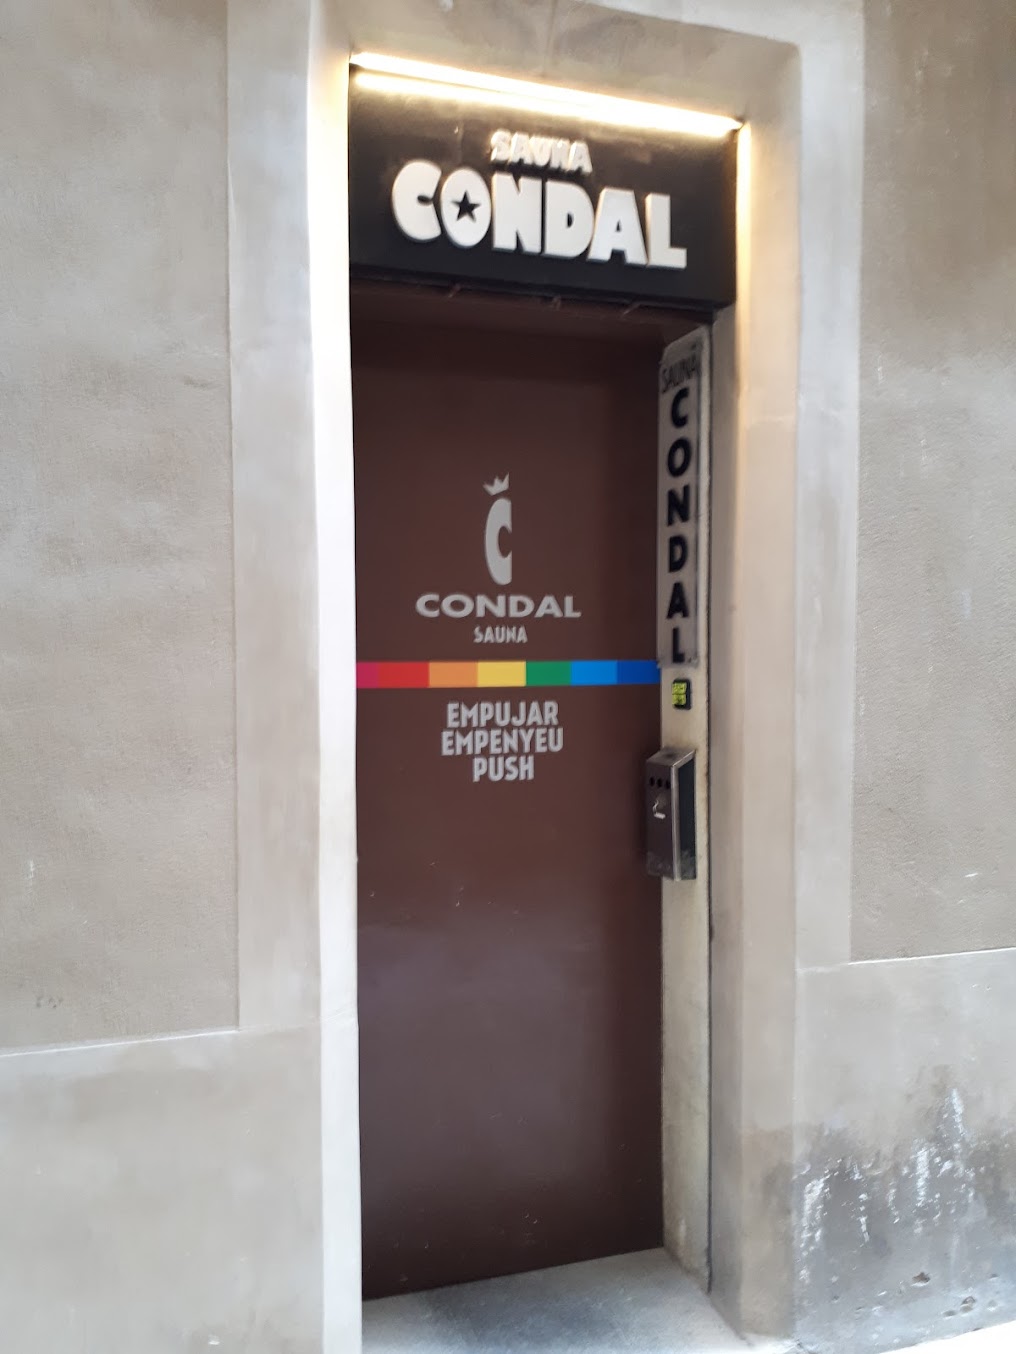 SAUNA
CONDAL
SAUNA
CONDAL
C
CONDAL
SAUNA
EMPUJAR
EMPENYEU
PUSH